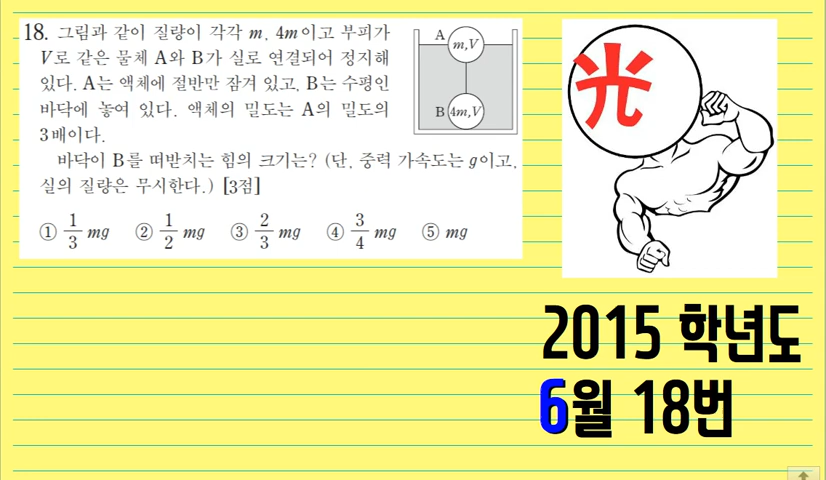 18. 그림과 같이 질량이 각각 m, 4m이고 부피가
V로 같은 물체 A와 B가 실로 연결되어 정지해
있다. A는 액체에 절반만 잠겨 있고, B는 수평인
바닥에 놓여 있다. 액체의 밀도는 A의 밀도의
3배이다.
A
m,V
B
4m,V
바닥이 B를 떠받치는 힘의 크기는? (단, 중력 가속도는 g이고,
실의 질량은 무시한다.) [3점]
① 1/3 mg ② 1/2 mg ③ 2/3 mg ④ 3/4 mg ⑤ mg
光
2015 학년도
6월 18번